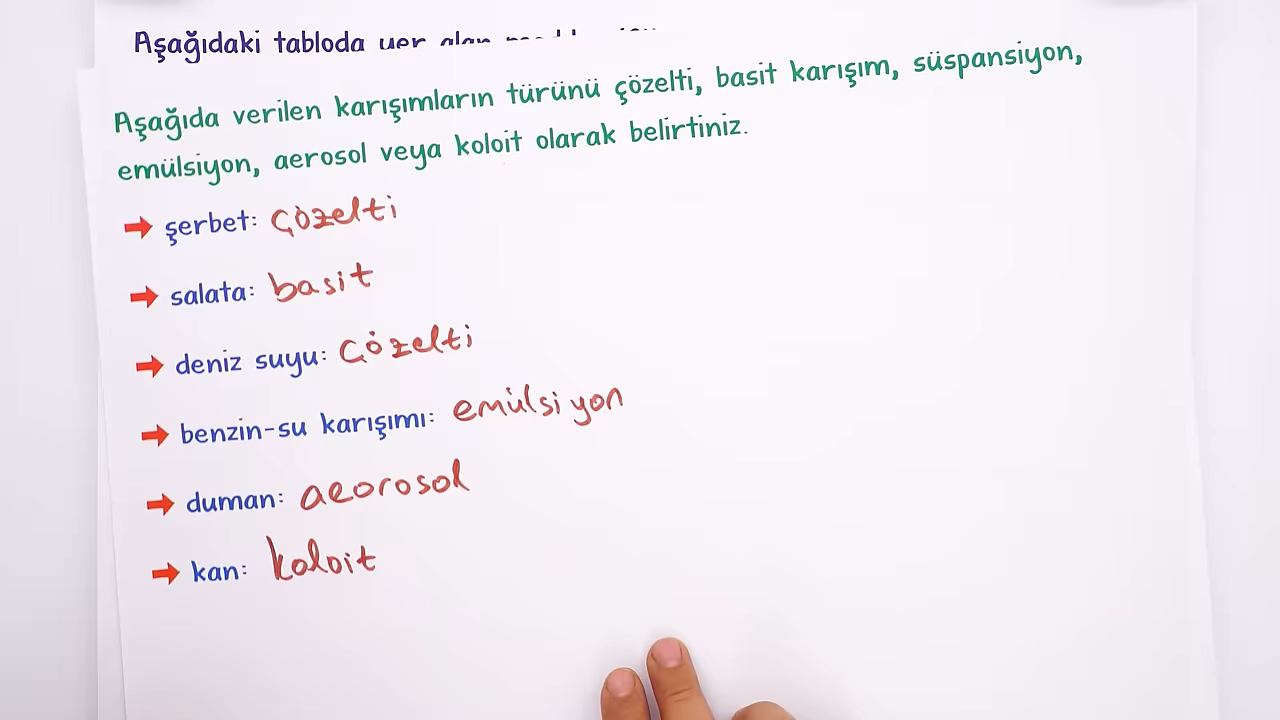 Aşağıdaki tabloda yer alan
Aşağıda verilen karışımların türünü çözelti, basit karışım, süspansiyon,
emülsiyon, aerosol veya koloit olarak belirtiniz.
➡ şerbet: Çözelti
➡ salata: basit
➡ deniz suyu: Çözelti
➡ benzin-su karışımı: emülsiyon
➡ duman: aeorosol
➡ kan: koloit